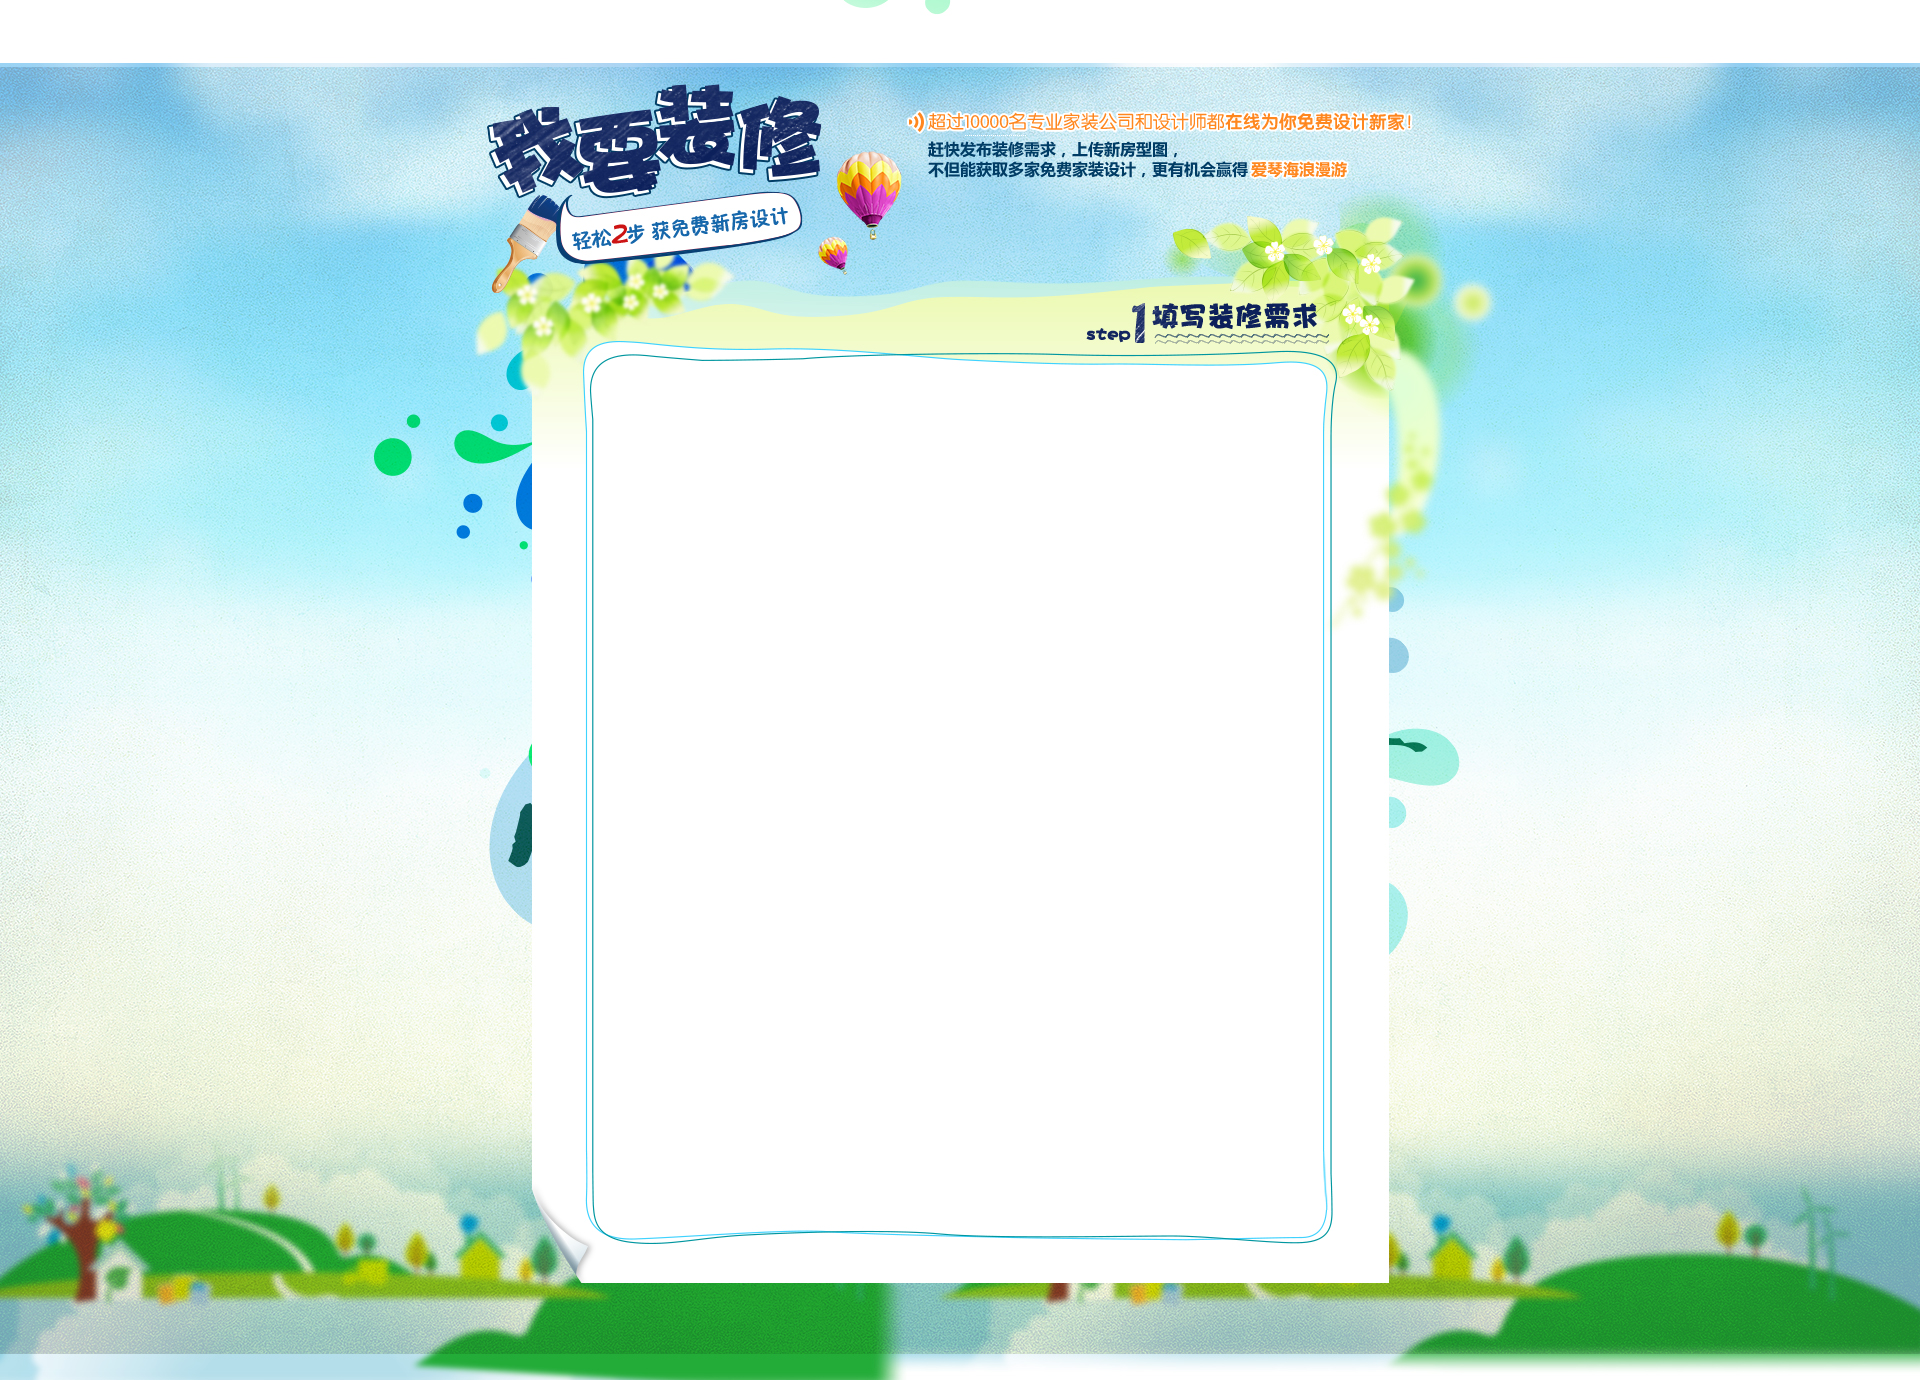 我要装修
轻松2步 获免费新房设计
超过10000名专业家装公司和设计师都在线为你免费设计新家!
赶快发布装修需求，上传新房型图，
不但能获取多家免费家装设计，更有机会赢得 爱琴海浪漫游
step1填写装修需求